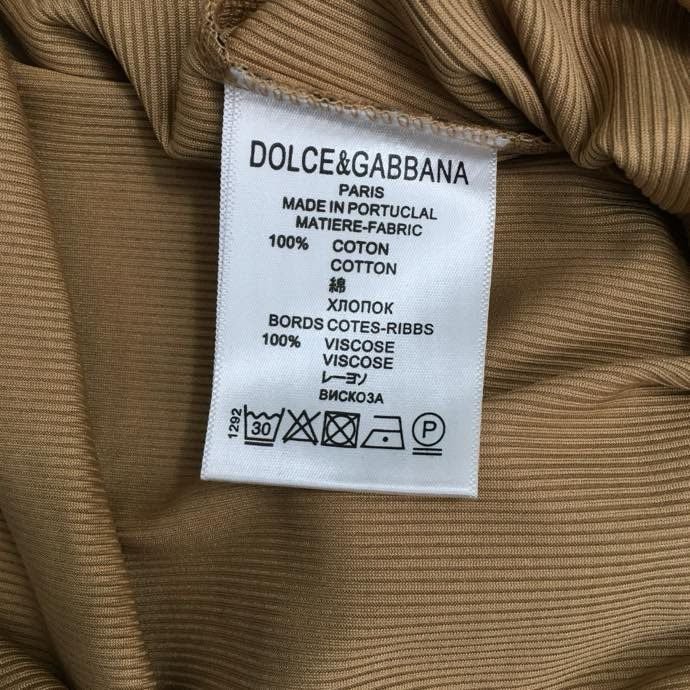 DOLCE&GABBANA
PARIS
MADE IN PORTUCLAL
MATIERE-FABRIC
100% COTON
COTTON
綿
ХЛОПОК
BORDS COTES-RIBBS
100% VISCOSE
VISCOSE
レーヨン
ВИСКОЗА
1292
30 P